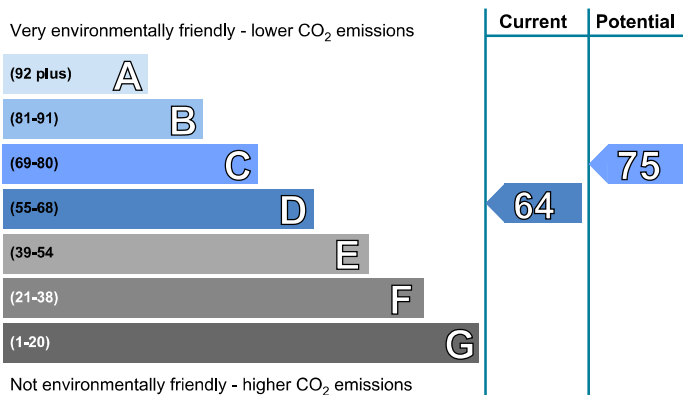 Very environmentally friendly - lower CO2 emissions
Current
Potential
(92 plus) A
(81-91) B
(69-80) C
75
(55-68) D
64
(39-54 E
(21-38) F
(1-20) G
Not environmentally friendly - higher CO2 emissions